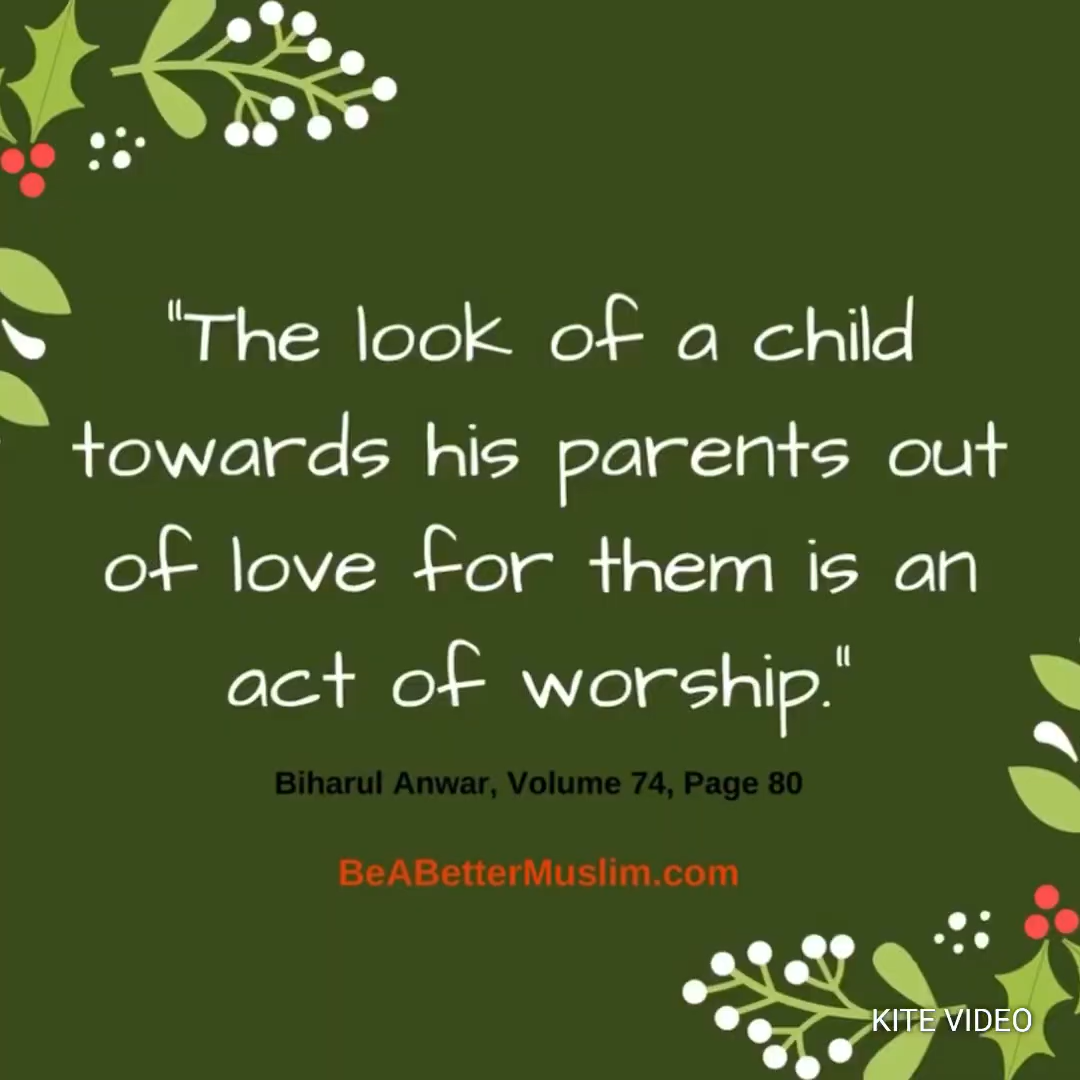 "The look of a child
towards his parents out
of love for them is an
act of worship."
Biharul Anwar, Volume 74, Page 80
BeABetterMuslim.com
KITE VIDEO